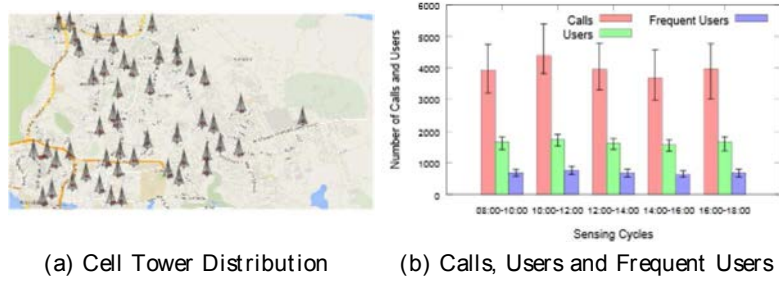 6000
5000
4000
3000
2000
1000
0
Number of Calls and Users
Calls
Users
Frequent Users
08:00-10:00 10:00-12:00 12:00-14:00 14:00-16:00 16:00-18:00
Sensing Cycles
(a) Cell Tower Distribution
(b) Calls, Users and Frequent Users